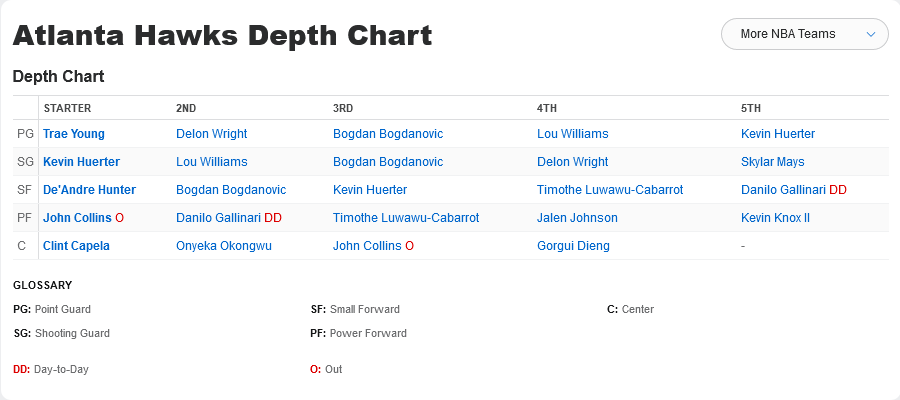 Atlanta Hawks Depth Chart
More NBA Teams
Depth Chart
STARTER 2ND 3RD 4TH 5TH
PG Trae Young Delon Wright Bogdan Bogdanovic Lou Williams Kevin Huerter
SG Kevin Huerter Lou Williams Bogdan Bogdanovic Delon Wright Skylar Mays
SF De'Andre Hunter Bogdan Bogdanovic Kevin Huerter Timothe Luwawu-Cabarrot Danilo Gallinari DD
PF John Collins O Danilo Gallinari DD Timothe Luwawu-Cabarrot Jalen Johnson Kevin Knox II
C Clint Capela Onyeka Okongwu John Collins O Gorgui Dieng -
GLOSSARY
PG: Point Guard SF: Small Forward C: Center
SG: Shooting Guard PF: Power Forward
DD: Day-to-Day O: Out